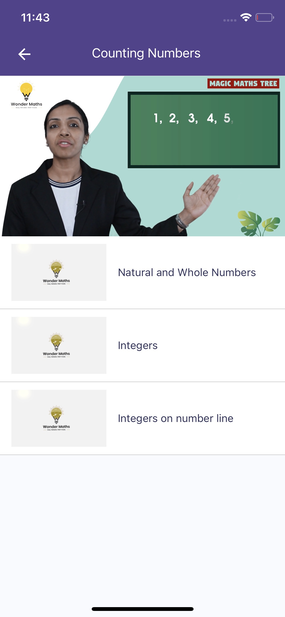 11:43
Counting Numbers
Wonder Maths
MAGIC MATHS TREE
1, 2, 3, 4, 5
Wonder Maths
Natural and Whole Numbers
Wonder Maths
Integers
Wonder Maths
Integers on number line